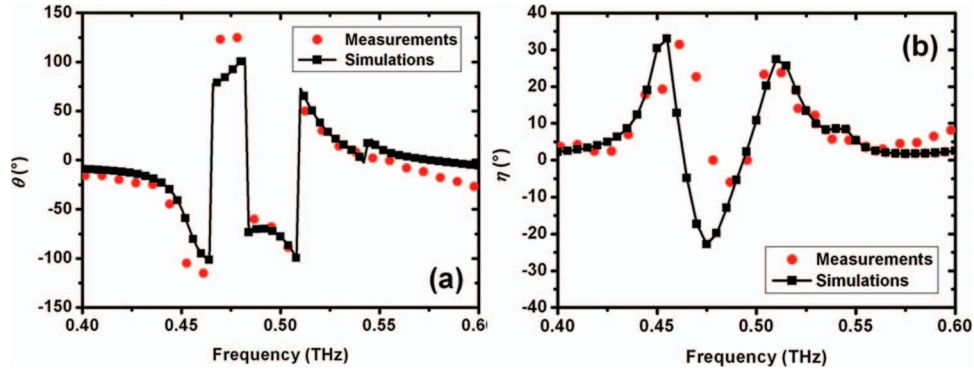 150
100
50
0
-50
-100
-150
θ (°)
0.40
0.45
0.50
0.55
0.60
Frequency (THz)
Measurements
Simulations
(a)
40
30
20
10
0
-10
-20
-30
-40
η (°)
0.40
0.45
0.50
0.55
0.60
Frequency (THz)
(b)
Measurements
Simulations